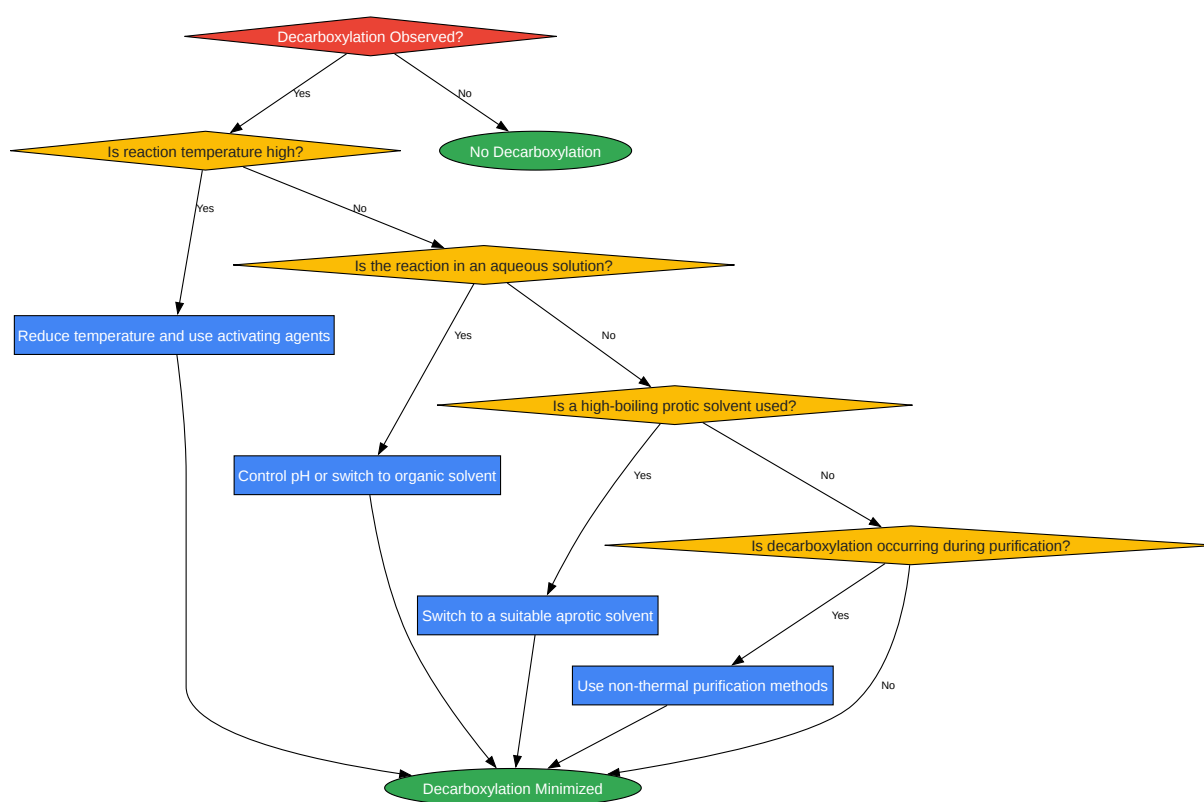 Decarboxylation Observed?
Yes
No
Is reaction temperature high?
No Decarboxylation
Yes
No
Is the reaction in an aqueous solution?
Reduce temperature and use activating agents
Yes
No
Is a high-boiling protic solvent used?
Control pH or switch to organic solvent
Yes
No
Is decarboxylation occurring during purification?
Switch to a suitable aprotic solvent
Yes
Use non-thermal purification methods
No
Decarboxylation Minimized